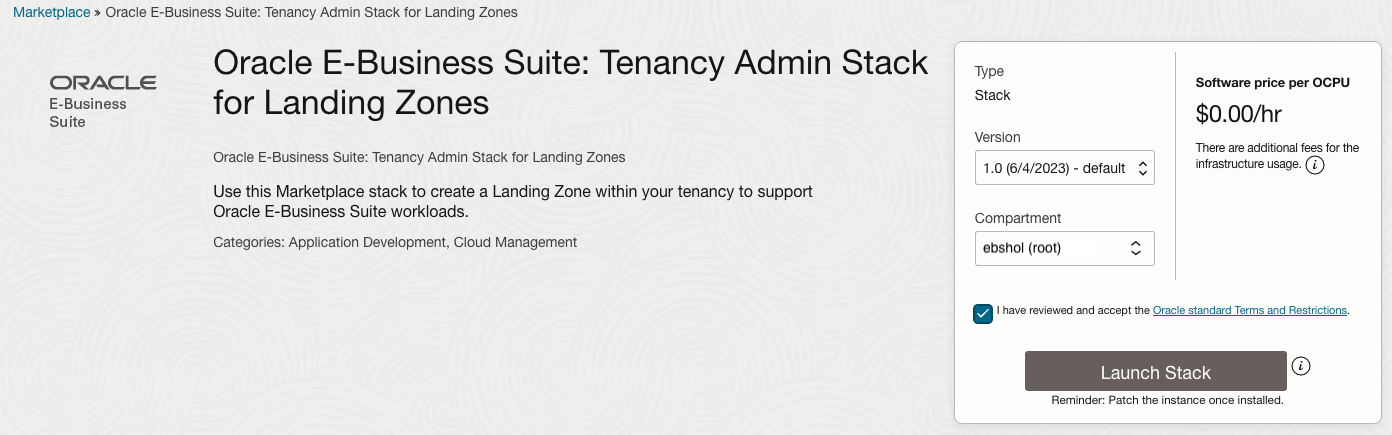 Marketplace » Oracle E-Business Suite: Tenancy Admin Stack for Landing Zones
ORACLE
E-Business
Suite
Oracle E-Business Suite: Tenancy Admin Stack
for Landing Zones
Oracle E-Business Suite: Tenancy Admin Stack for Landing Zones
Use this Marketplace stack to create a Landing Zone within your tenancy to support
Oracle E-Business Suite workloads.
Categories: Application Development, Cloud Management
Type
Stack
Version
1.0 (6/4/2023) - default
Compartment
ebshol (root)
Software price per OCPU
$0.00/hr
There are additional fees for the
infrastructure usage. i
I have reviewed and accept the Oracle standard Terms and Restrictions.
Launch Stack i
Reminder: Patch the instance once installed.